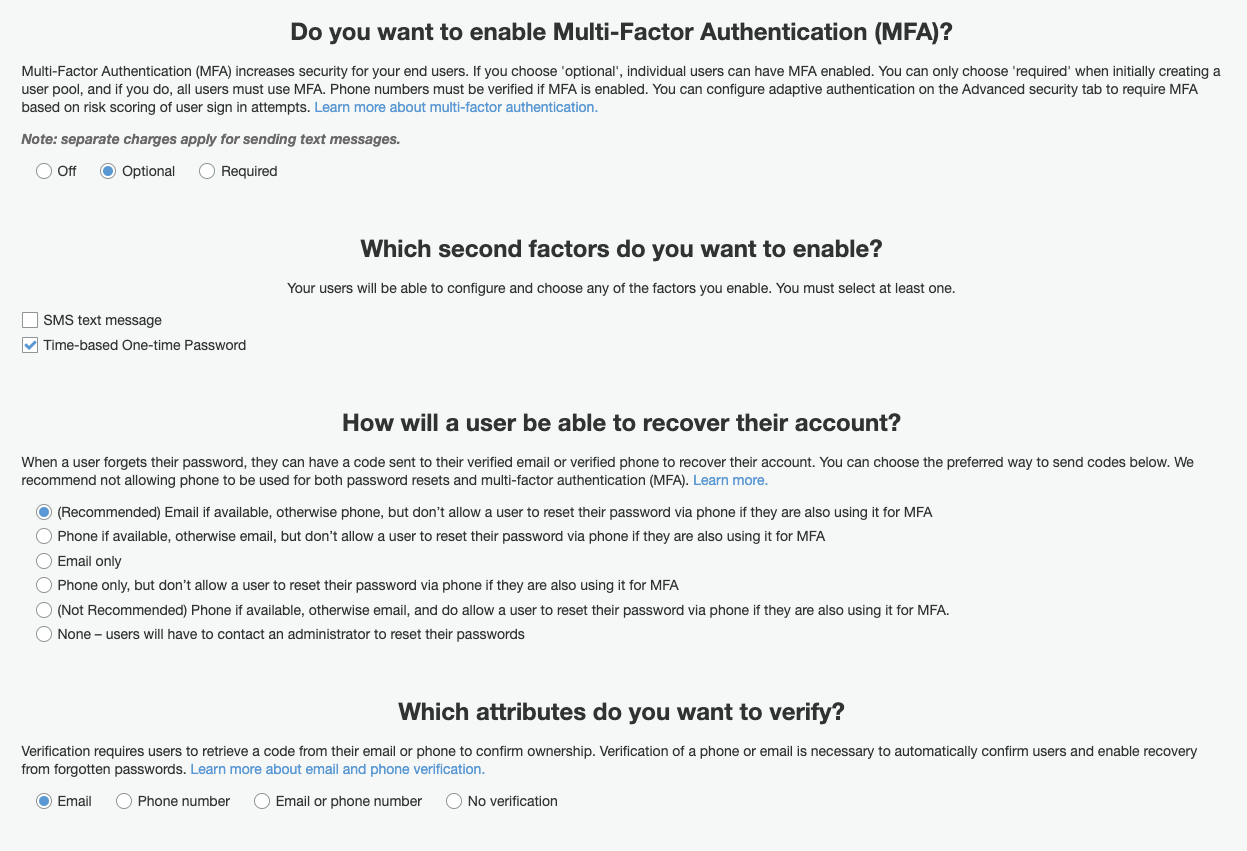 Do you want to enable Multi-Factor Authentication (MFA)?
Multi-Factor Authentication (MFA) increases security for your end users. If you choose 'optional', individual users can have MFA enabled. You can only choose 'required' when initially creating a
user pool, and if you do, all users must use MFA. Phone numbers must be verified if MFA is enabled. You can configure adaptive authentication on the Advanced security tab to require MFA
based on risk scoring of user sign in attempts. Learn more about multi-factor authentication.
Note: separate charges apply for sending text messages.
Off Optional Required
Which second factors do you want to enable?
Your users will be able to configure and choose any of the factors you enable. You must select at least one.
SMS text message
Time-based One-time Password
How will a user be able to recover their account?
When a user forgets their password, they can have a code sent to their verified email or verified phone to recover their account. You can choose the preferred way to send codes below. We
recommend not allowing phone to be used for both password resets and multi-factor authentication (MFA). Learn more.
(Recommended) Email if available, otherwise phone, but don’t allow a user to reset their password via phone if they are also using it for MFA
Phone if available, otherwise email, but don’t allow a user to reset their password via phone if they are also using it for MFA
Email only
Phone only, but don’t allow a user to reset their password via phone if they are also using it for MFA
(Not Recommended) Phone if available, otherwise email, and do allow a user to reset their password via phone if they are also using it for MFA.
None – users will have to contact an administrator to reset their passwords
Which attributes do you want to verify?
Verification requires users to retrieve a code from their email or phone to confirm ownership. Verification of a phone or email is necessary to automatically confirm users and enable recovery
from forgotten passwords. Learn more about email and phone verification.
Email Phone number Email or phone number No verification